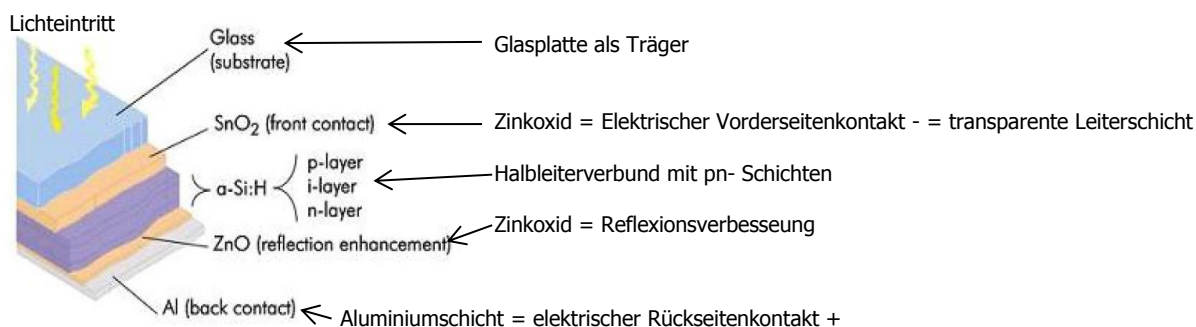 Lichteintritt
Glass
(substrate)
Glasplatte als Träger
SnO₂ (front contact)
Zinkoxid = Elektrischer Vorderseitenkontakt - = transparente Leiterschicht
a-Si:H
p-layer
i-layer
n-layer
Halbleiterverbund mit pn- Schichten
ZnO (reflection enhancement)
Zinkoxid = Reflexionsverbesseung
Al (back contact)
Aluminiumschicht = elektrischer Rückseitenkontakt +